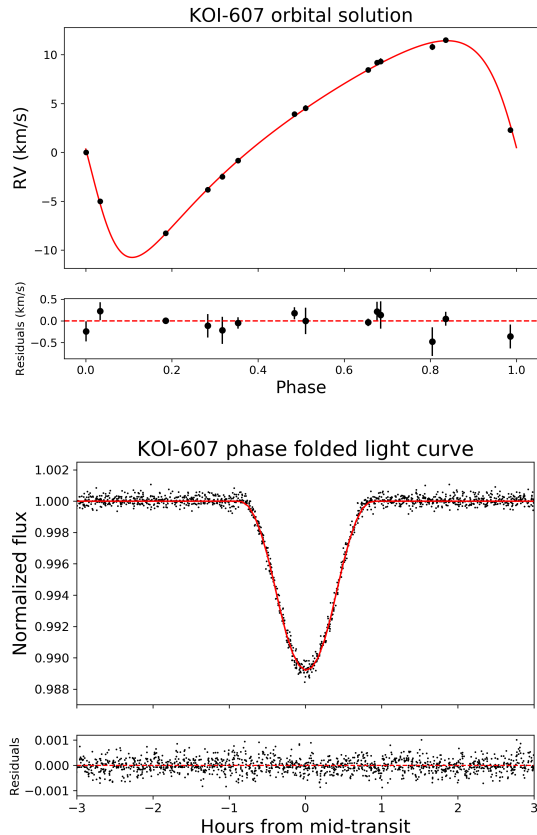 KOI-607 orbital solution
RV (km/s)
10
5
0
−5
−10
Residuals (km/s)
0.5
0.0
−0.5
0.0 0.2 0.4 0.6 0.8 1.0
Phase
KOI-607 phase folded light curve
Normalized flux
1.002
1.000
0.998
0.996
0.994
0.992
0.990
0.988
Residuals
0.001
0.000
−0.001
−3 −2 −1 0 1 2 3
Hours from mid-transit